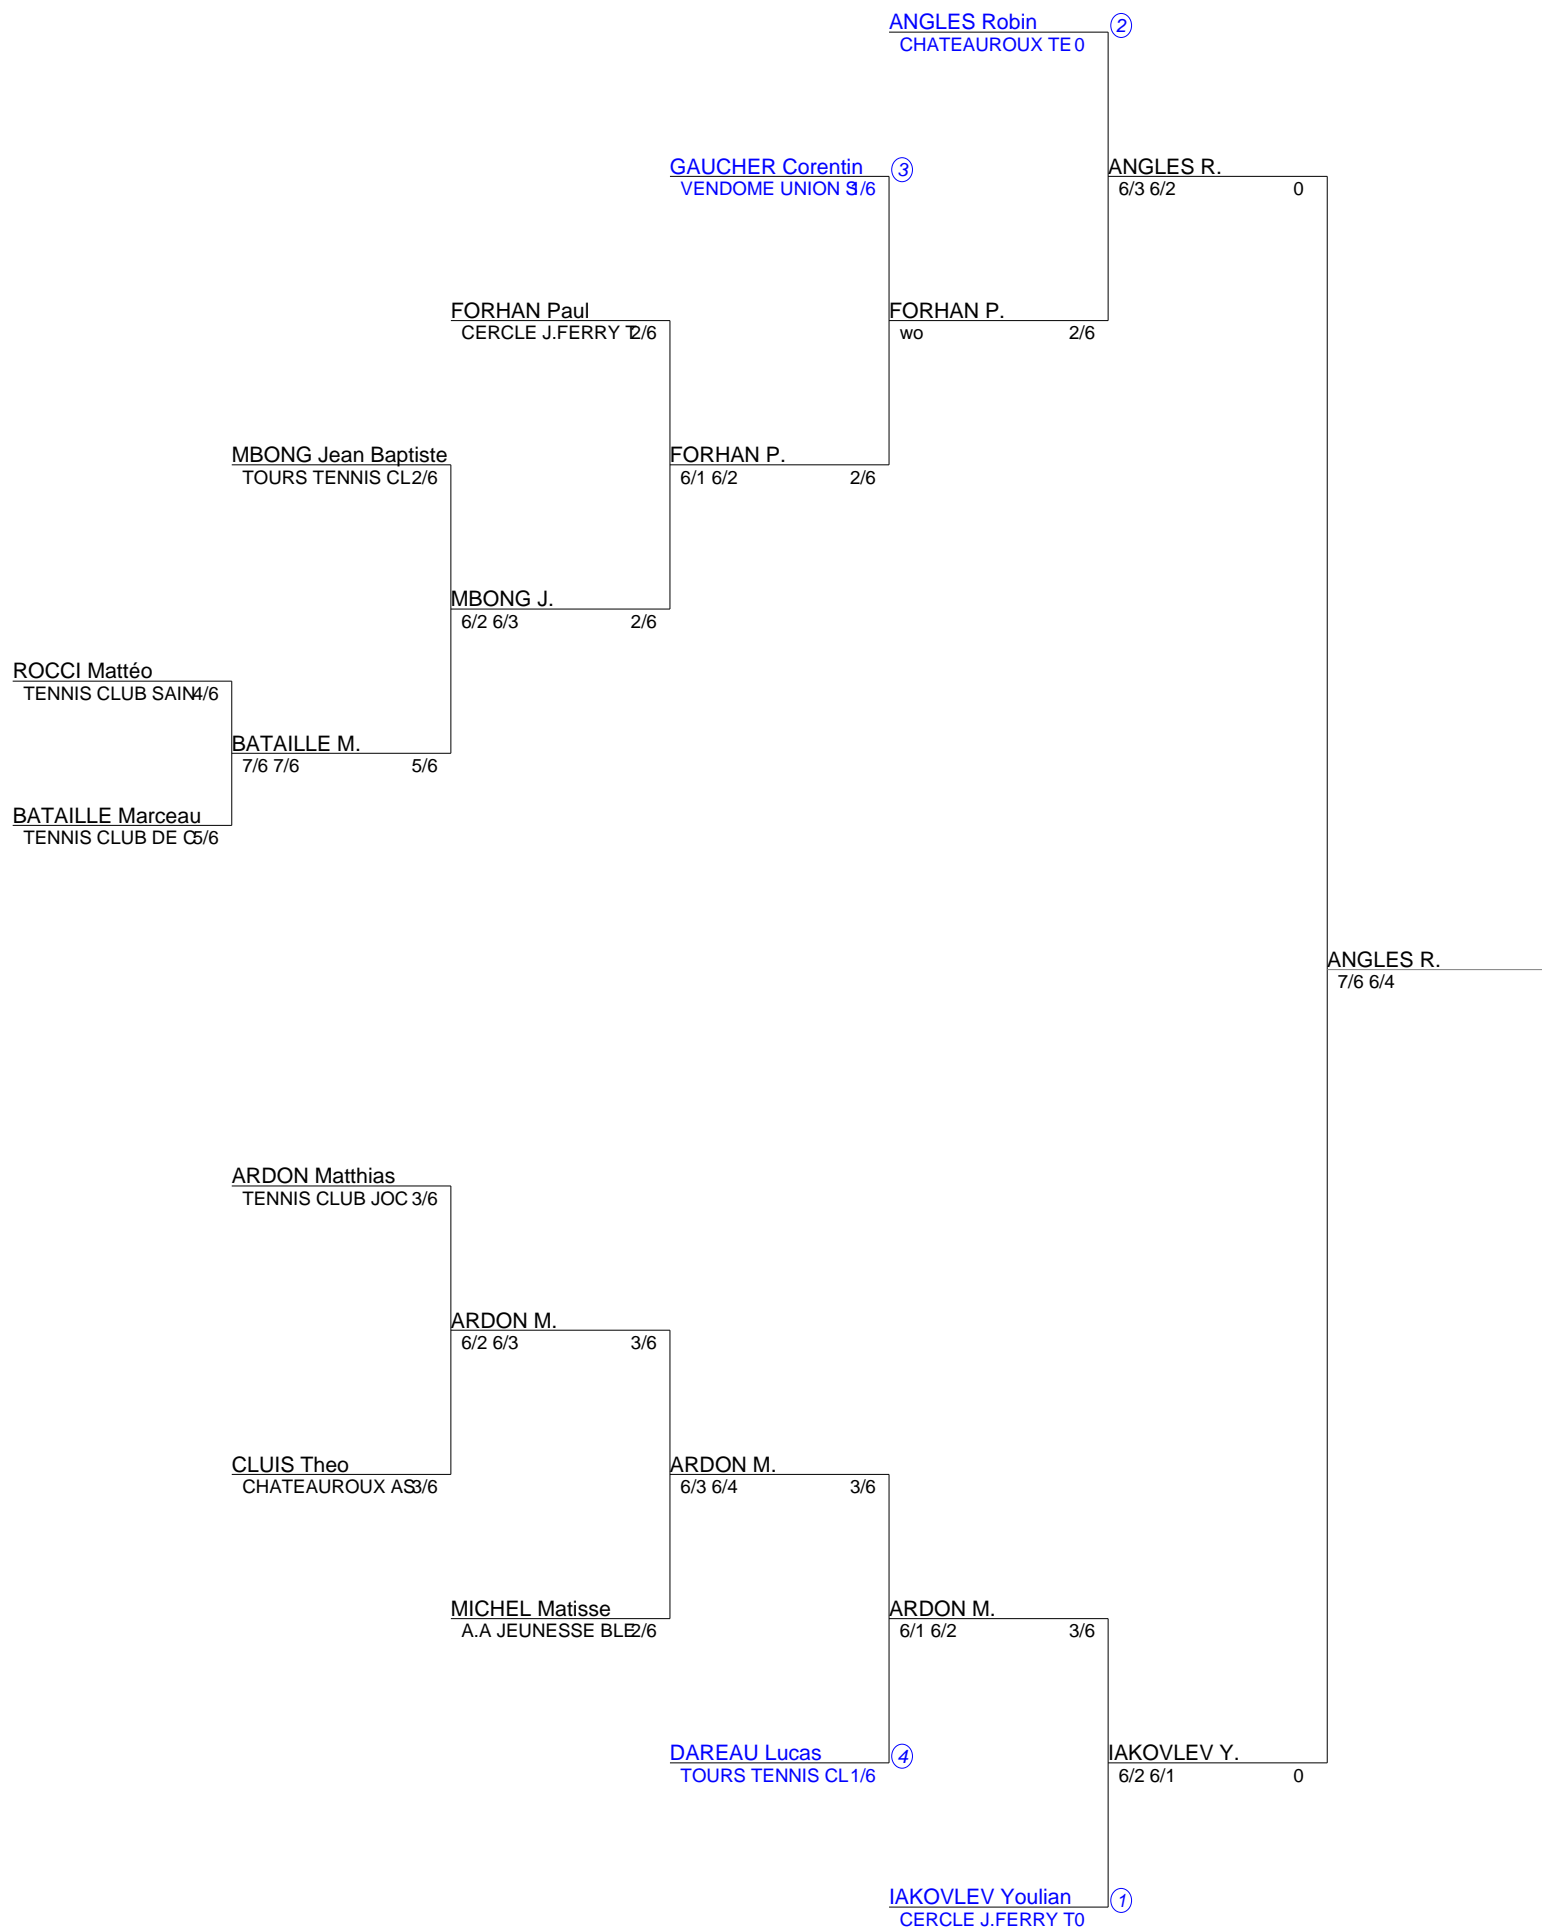 ANGLES Robin 2
CHATEAUROUX TE 0
GAUCHER Corentin 3
VENDOME UNION S 1/6
ANGLES R.
6/3 6/2 0
FORHAN Paul
CERCLE J.FERRY T 2/6
FORHAN P.
wo 2/6
MBONG Jean Baptiste
TOURS TENNIS CL 2/6
FORHAN P.
6/1 6/2 2/6
MBONG J.
6/2 6/3 2/6
ROCCI Mattéo
TENNIS CLUB SAIN 4/6
BATAILLE M.
7/6 7/6 5/6
BATAILLE Marceau
TENNIS CLUB DE C 5/6
ANGLES R.
7/6 6/4
ARDON Matthias
TENNIS CLUB JOC 3/6
ARDON M.
6/2 6/3 3/6
CLUIS Theo
CHATEAUROUX AS 3/6
ARDON M.
6/3 6/4 3/6
MICHEL Matisse
A.A JEUNESSE BLE 2/6
ARDON M.
6/1 6/2 3/6
DAREAU Lucas 4
TOURS TENNIS CL 1/6
IAKOVLEV Y.
6/2 6/1 0
IAKOVLEV Youlian 1
CERCLE J.FERRY T 0